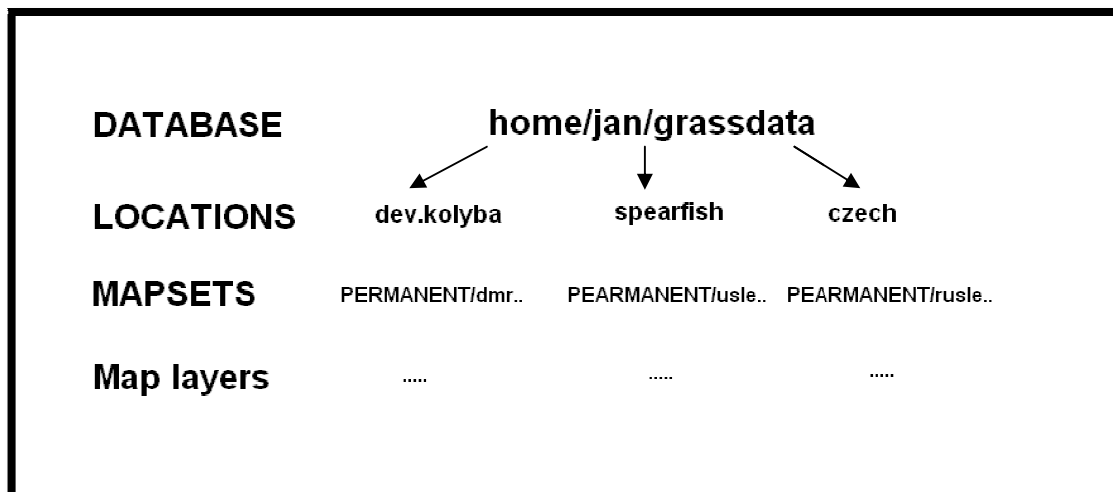 DATABASE home/jan/grassdata
LOCATIONS dev.kolyba spearfish czech
MAPSETS PERMANENT/dmr.. PEARMANENT/usle.. PEARMANENT/rusle..
Map layers ..... ..... .....